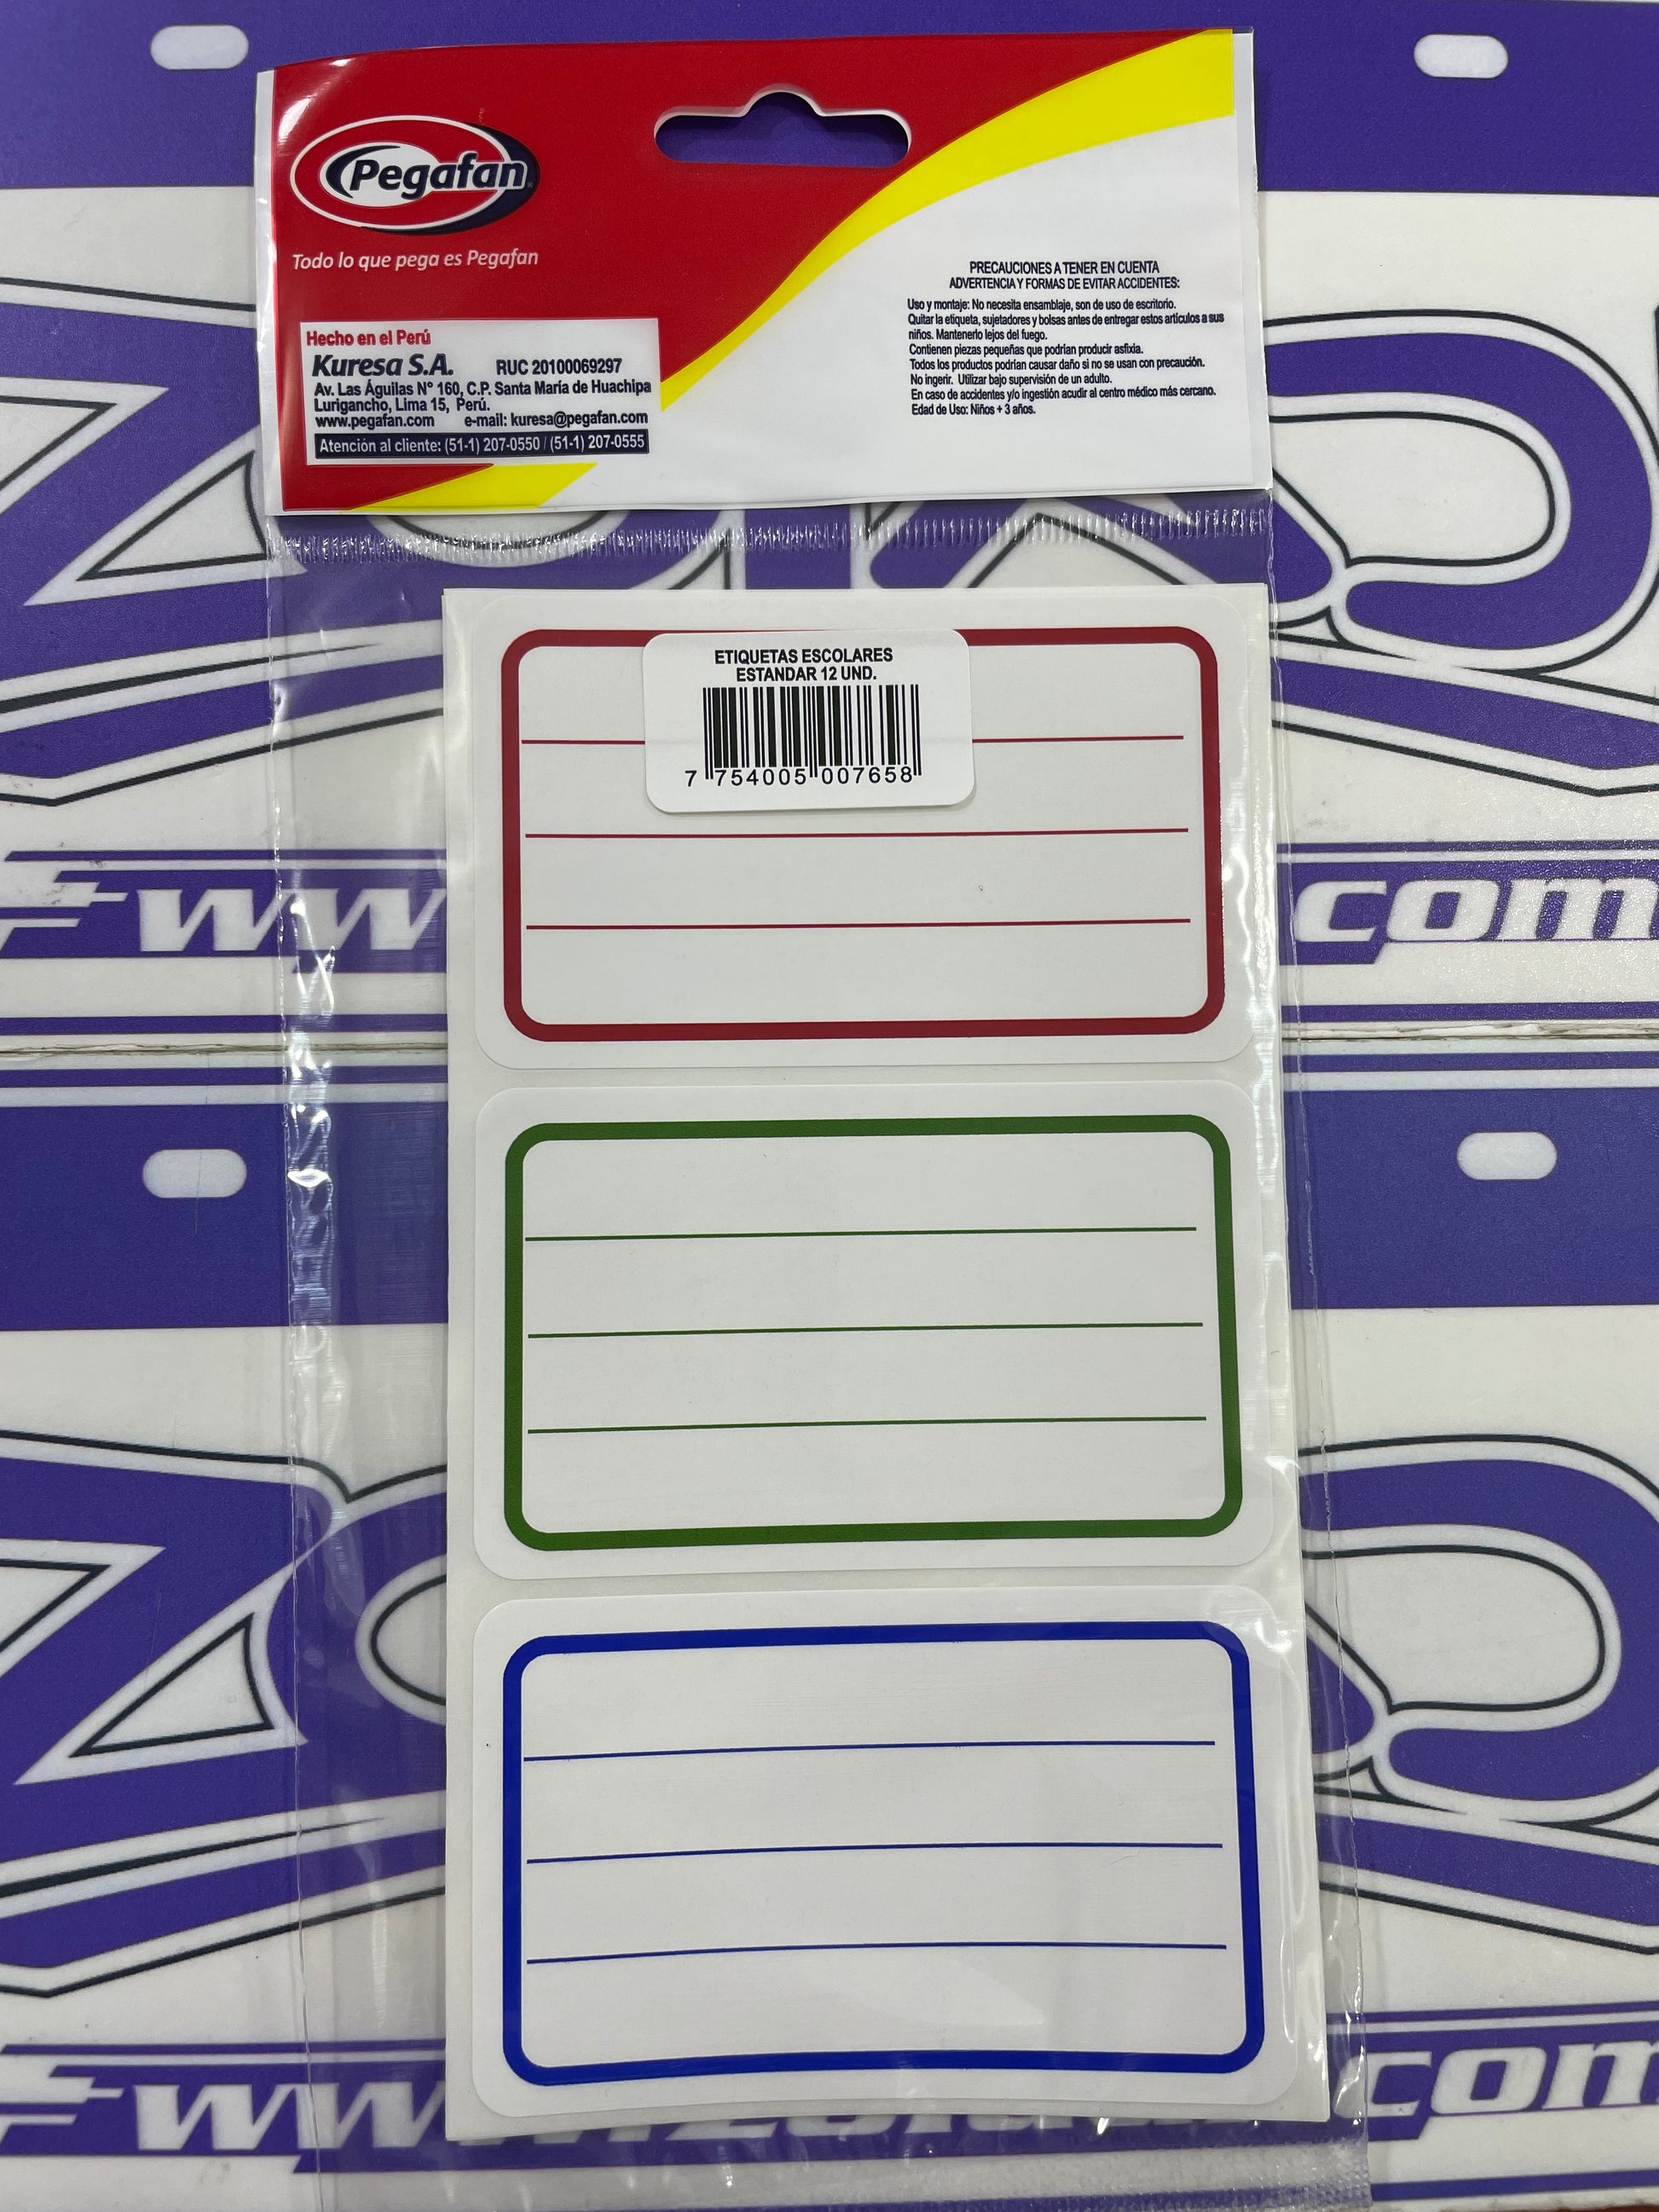 Pegafan
Todo lo que pega es Pegafan
Hecho en el Perú
Kuresa S.A. RUC 20100069297
Av. Las Águilas N° 160, C.P. Santa María de Huachipa
Lurigancho, Lima 15, Perú.
www.pegafan.com e-mail: kuresa@pegafan.com
Atención al cliente: (51-1) 207-0550 / (51-1) 207-0555
PRECAUCIONES A TENER EN CUENTA
ADVERTENCIA Y FORMAS DE EVITAR ACCIDENTES:
Uso y montaje: No necesita ensamblaje, son de uso de escritorio.
Quitar la etiqueta, sujetadores y bolsas antes de entregar estos artículos a sus
niños. Mantenerlo lejos del fuego.
Contienen piezas pequeñas que podrían producir asfixia.
Todos los productos podrían causar daño si no se usan con precaución.
No ingerir. Utilizar bajo supervisión de un adulto.
En caso de accidentes y/o ingestión acudir al centro médico más cercano.
Edad de Uso: Niños + 3 años.
ETIQUETAS ESCOLARES
ESTANDAR 12 UND.
7 754005 007658
ww com
com